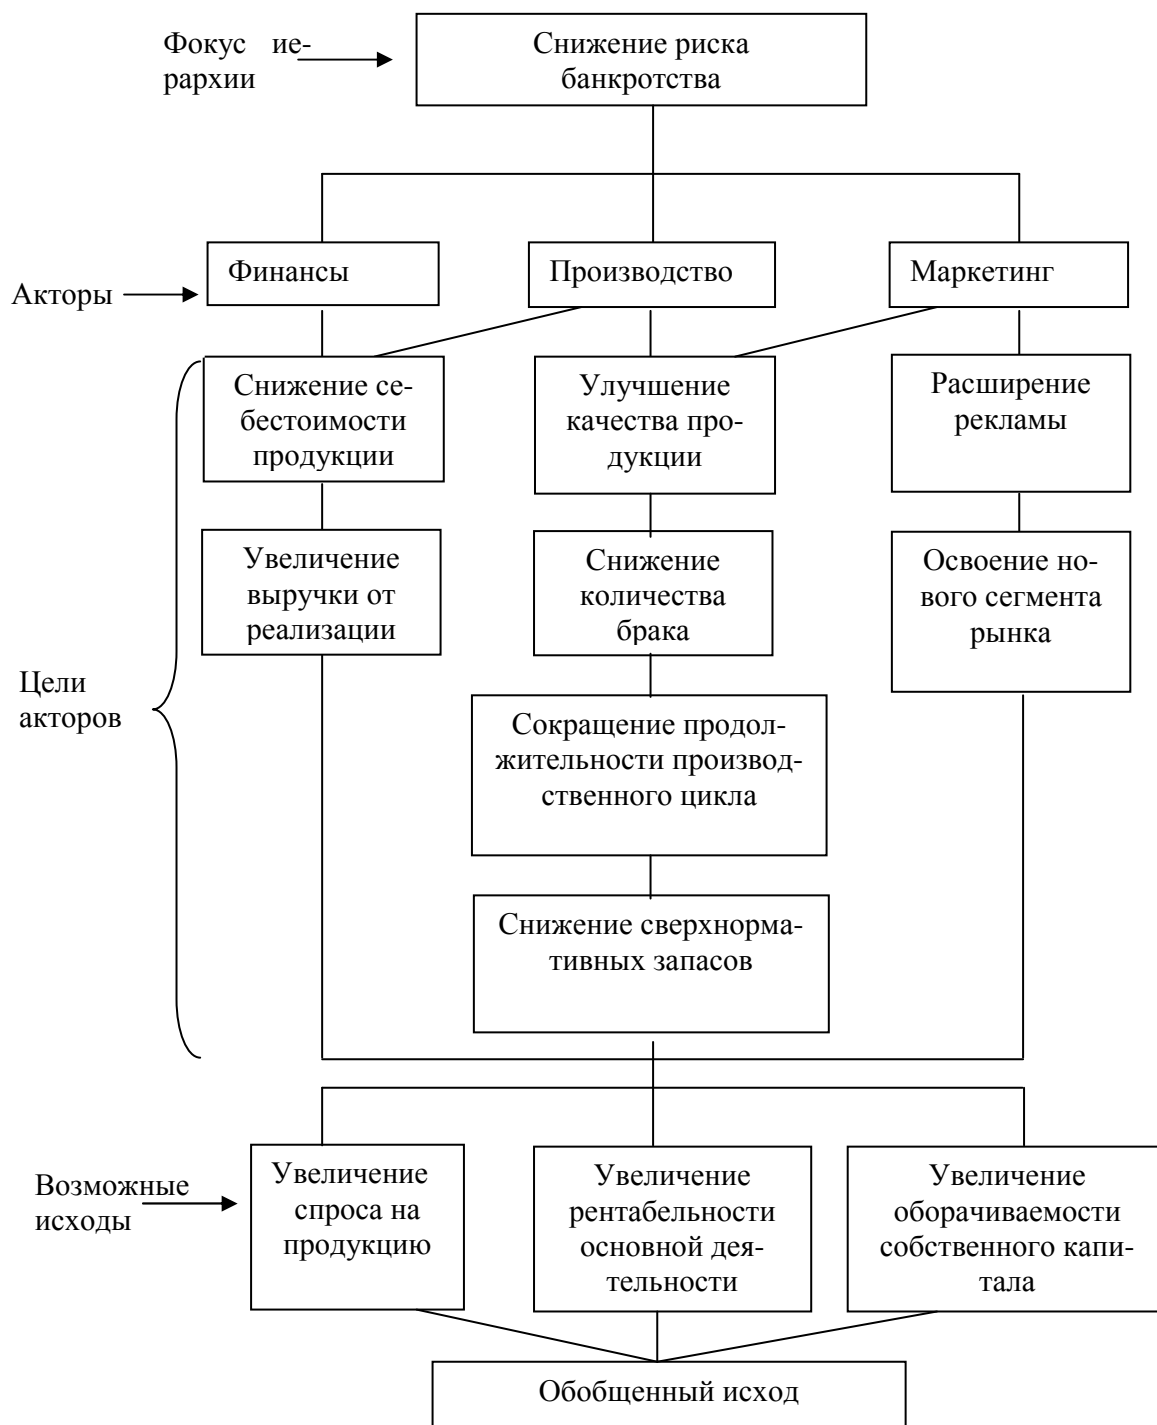 Фокус ие-
рархии
Снижение риска
банкротства
Акторы
Финансы
Производство
Маркетинг
Снижение се-
бестоимости
продукции
Улучшение
качества про-
дукции
Расширение
рекламы
Увеличение
выручки от
реализации
Снижение
количества
брака
Освоение но-
вого сегмента
рынка
Цели
акторов
Сокращение продол-
жительности производ-
ственного цикла
Снижение сверхнорма-
тивных запасов
Возможные
исходы
Увеличение
спроса на
продукцию
Увеличение
рентабельности
основной дея-
тельности
Увеличение
оборачиваемости
собственного капи-
тала
Обобщенный исход